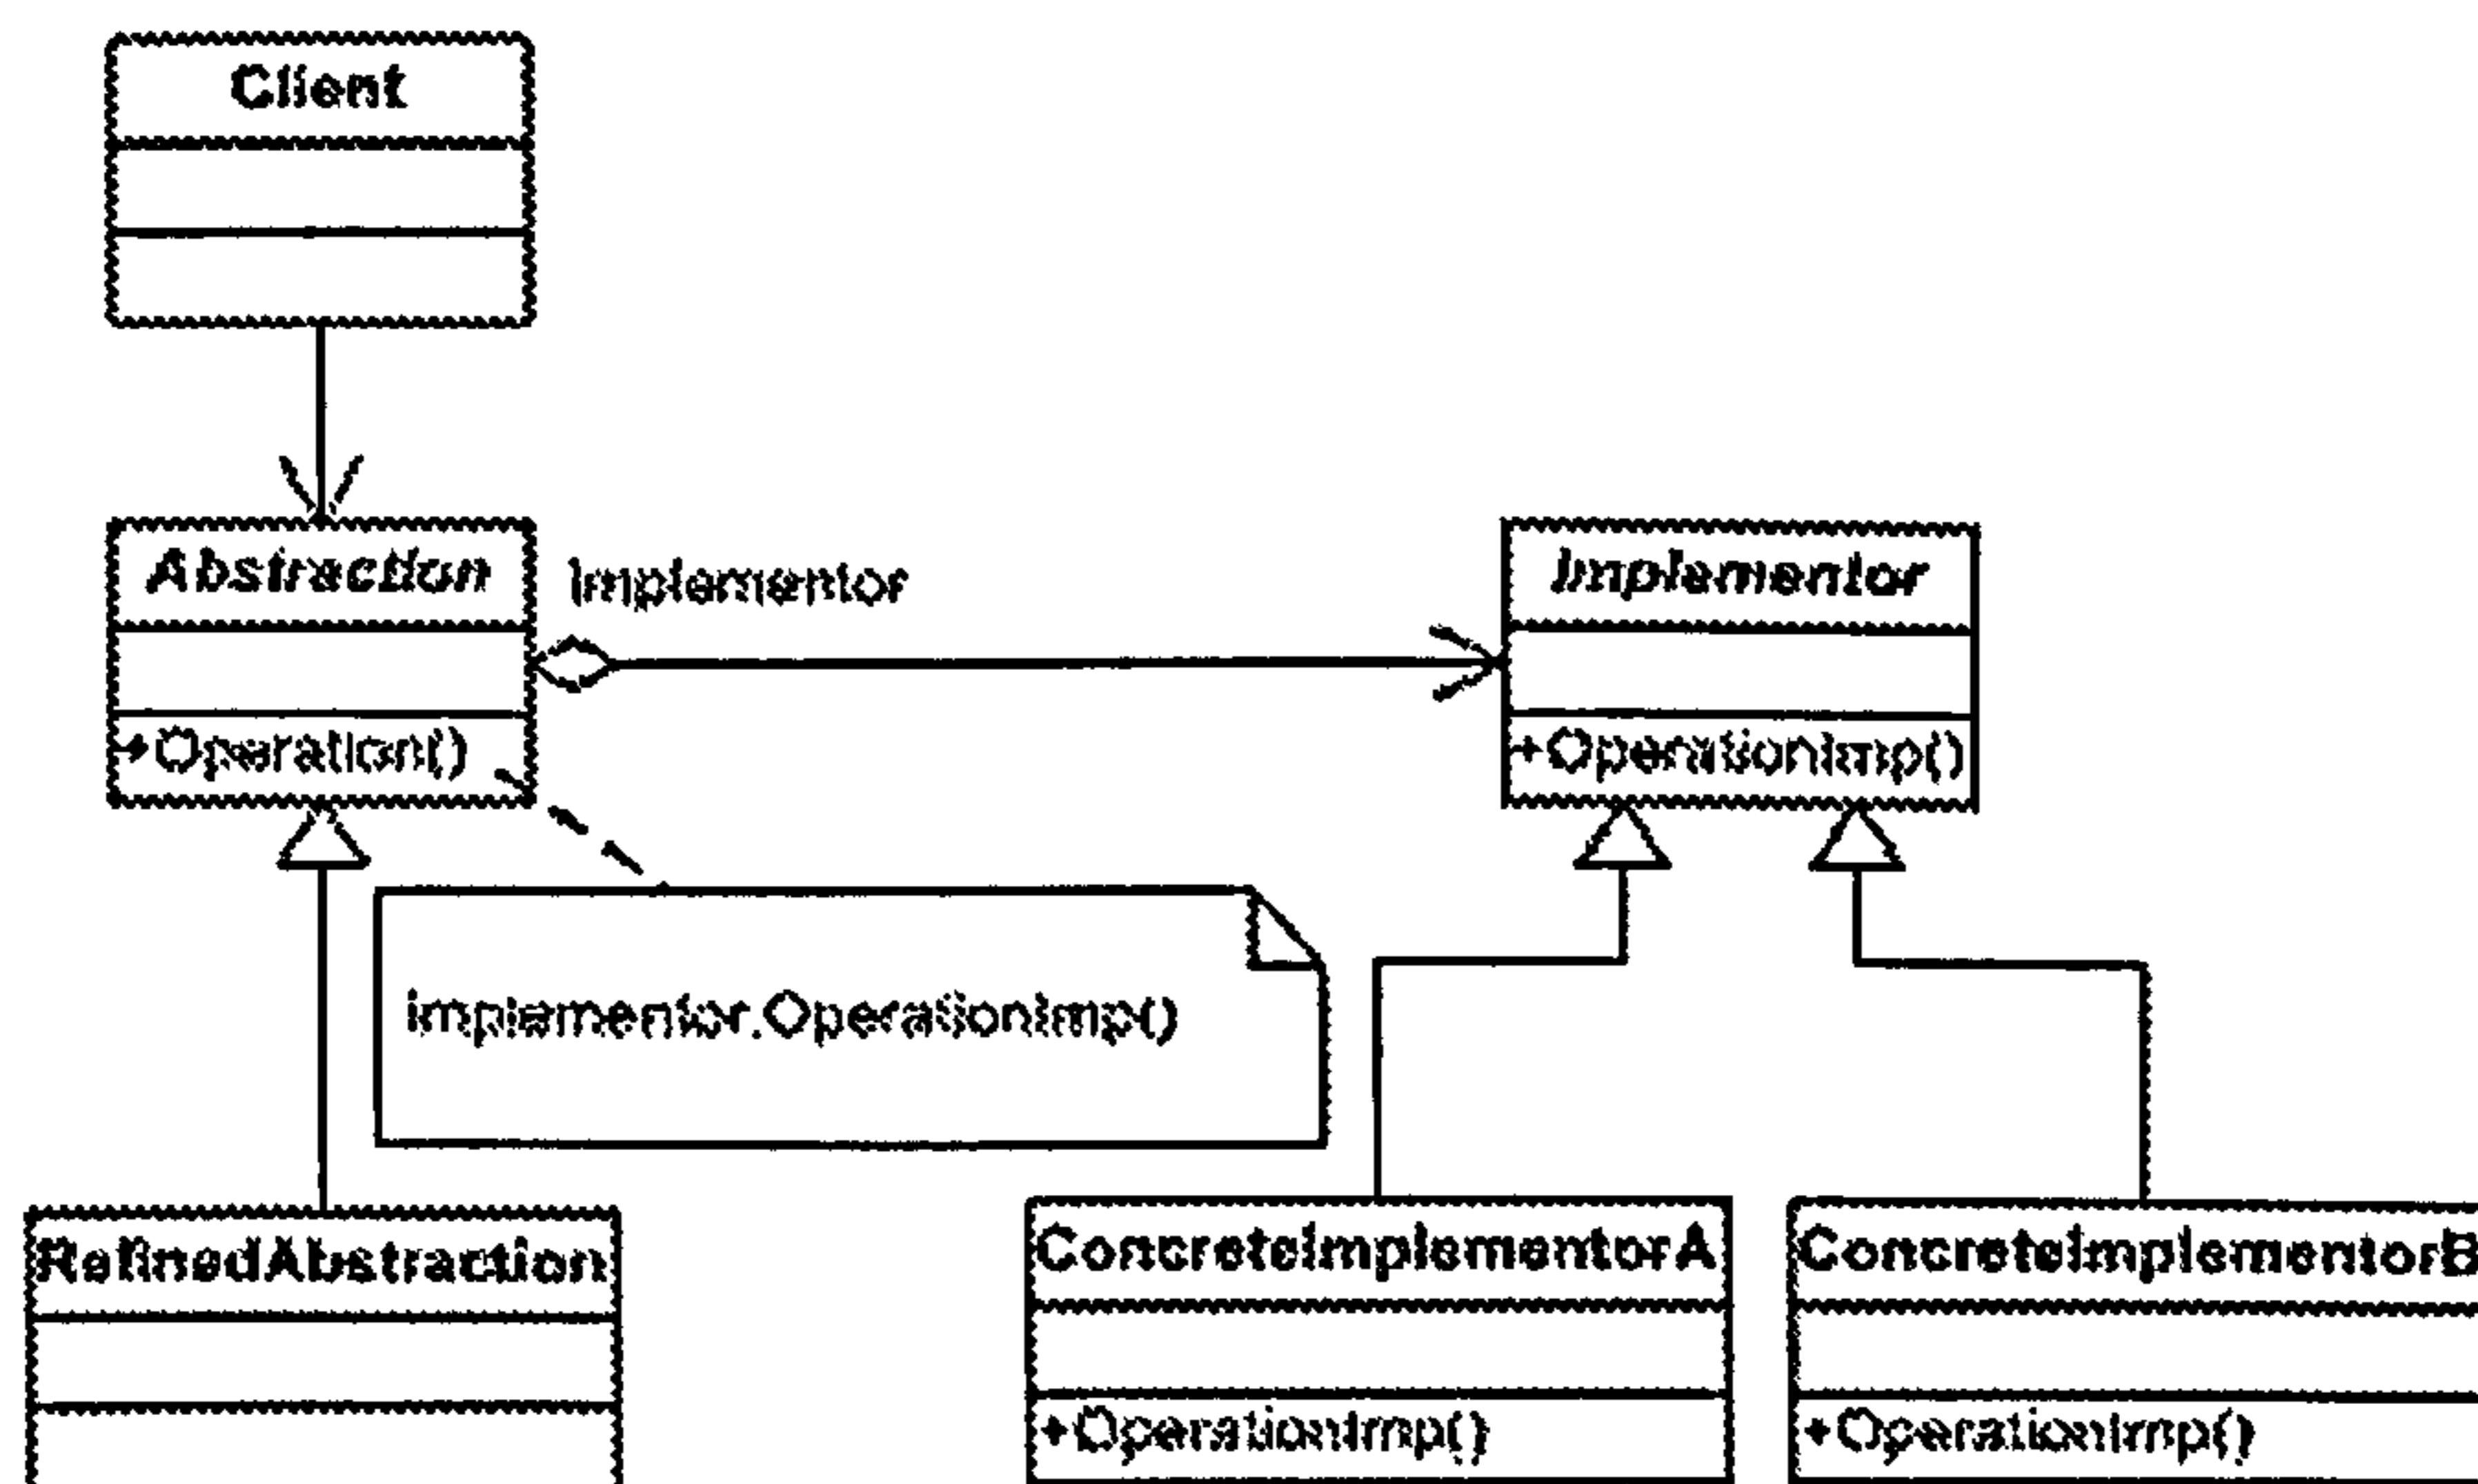 Client
Abstraction
Implementor
Implementor
+Operation()
+OperationImp()
implementor.OperationImp()
RefinedAbstraction
ConcreteImplementorA
ConcreteImplementorB
+OperationImp()
+OperationImp()